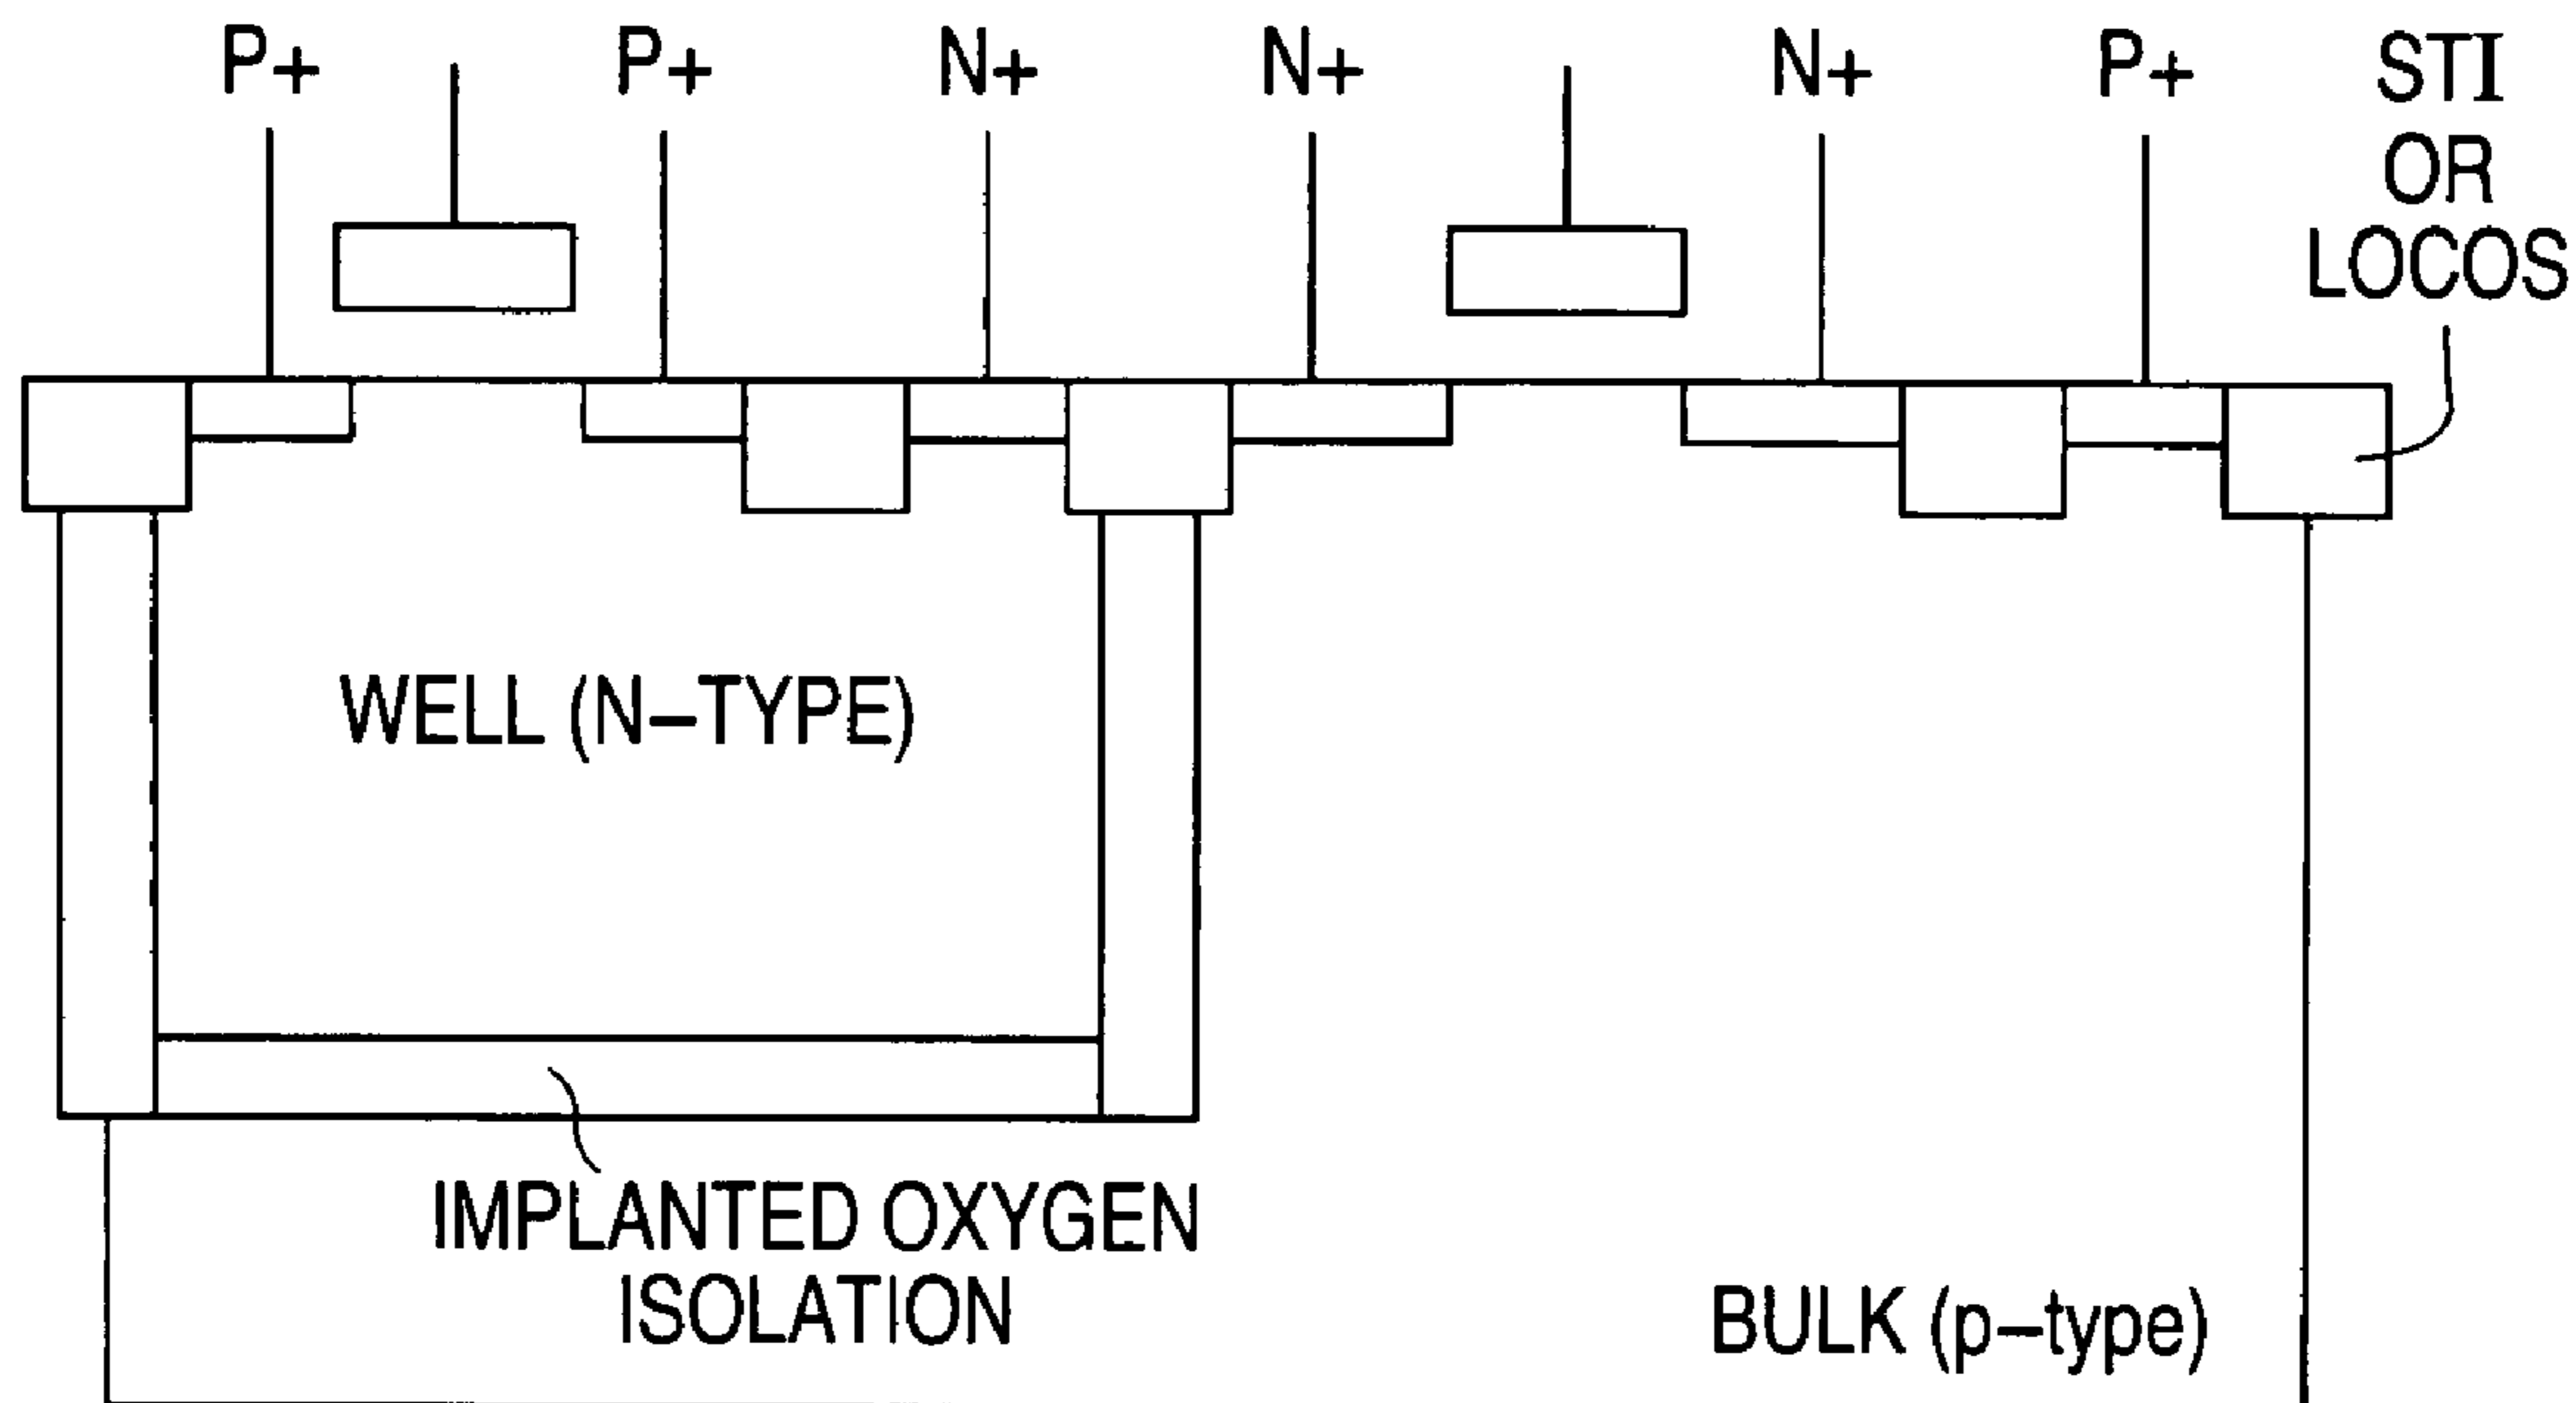 P+ P+ N+ N+ N+ P+ STI
OR
LOCOS
WELL (N-TYPE)
IMPLANTED OXYGEN
ISOLATION
BULK (p-type)